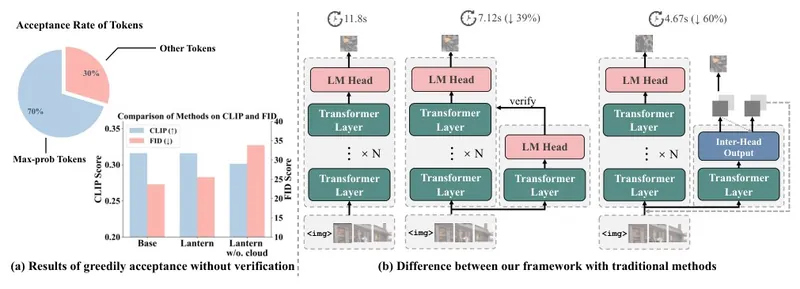 Acceptance Rate of Tokens
Other Tokens
30%
70%
Max-prob Tokens
Comparison of Methods on CLIP and FID
CLIP (↑)
FID (↓)
0.35
0.30
0.25
0.20
CLIP Score
40
35
30
25
20
15
10
FID Score
Base
Lantern
Lantern
w/o. cloud
(a) Results of greedily acceptance without verification
11.8s
LM Head
Transformer
Layer
× N
Transformer
Layer
<img>
7.12s (↓ 39%)
LM Head
Transformer
Layer
× N
Transformer
Layer
verify
LM Head
Transformer
Layer
<img>
4.67s (↓ 60%)
LM Head
Transformer
Layer
× N
Transformer
Layer
Inter-Head
Output
Transformer
Layer
<img>
(b) Difference between our framework with traditional methods